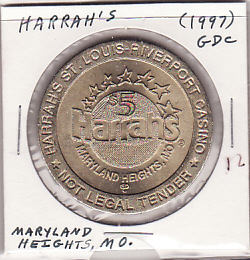 HARRAH'S
(1997)
GDC
HARRAHS ST. LOUIS-RIVERPORT CASINO
$5
Harrah's
MARYLAND HEIGHTS, MO
NOT LEGAL TENDER
12
MARYLAND
HEIGHTS, MO.